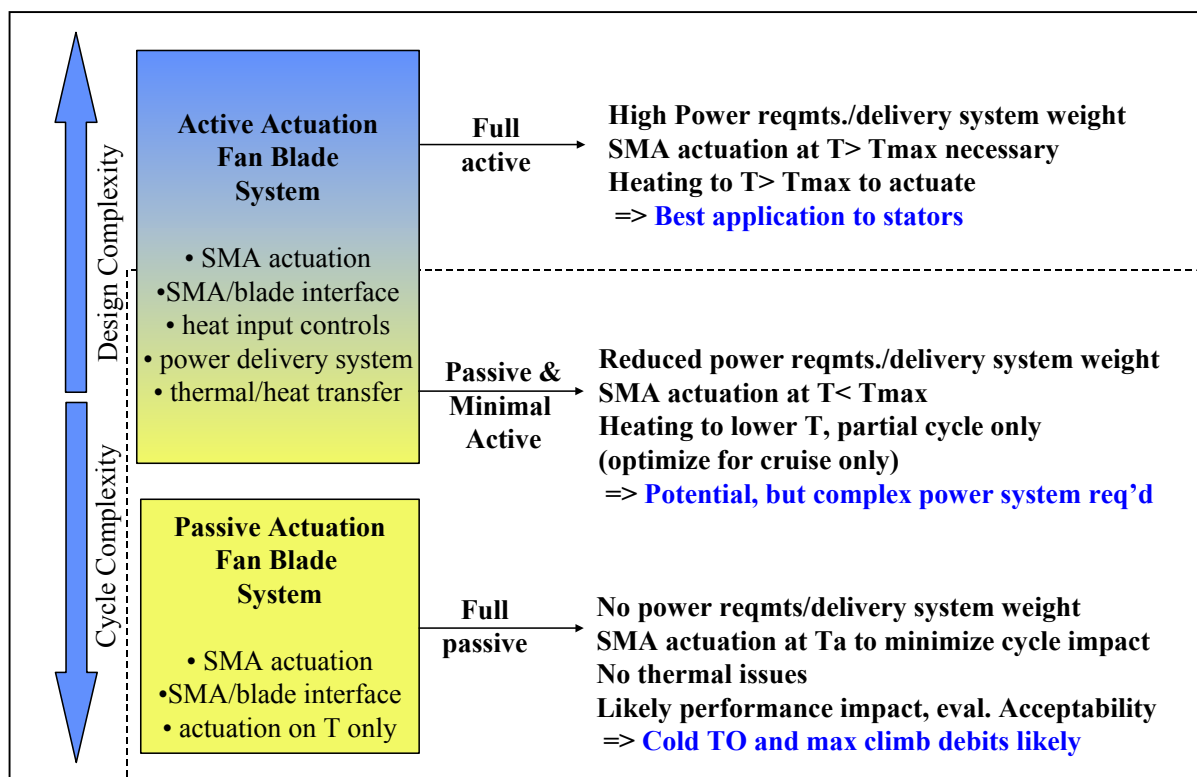 Design Complexity
Cycle Complexity
Active Actuation
Fan Blade
System
• SMA actuation
•SMA/blade interface
• heat input controls
• power delivery system
• thermal/heat transfer
Full
active
High Power reqmts./delivery system weight
SMA actuation at T> Tmax necessary
Heating to T> Tmax to actuate
=> Best application to stators
Passive &
Minimal
Active
Reduced power reqmts./delivery system weight
SMA actuation at T< Tmax
Heating to lower T, partial cycle only
(optimize for cruise only)
=> Potential, but complex power system req’d
Passive Actuation
Fan Blade
System
• SMA actuation
•SMA/blade interface
• actuation on T only
Full
passive
No power reqmts/delivery system weight
SMA actuation at Ta to minimize cycle impact
No thermal issues
Likely performance impact, eval. Acceptability
=> Cold TO and max climb debits likely